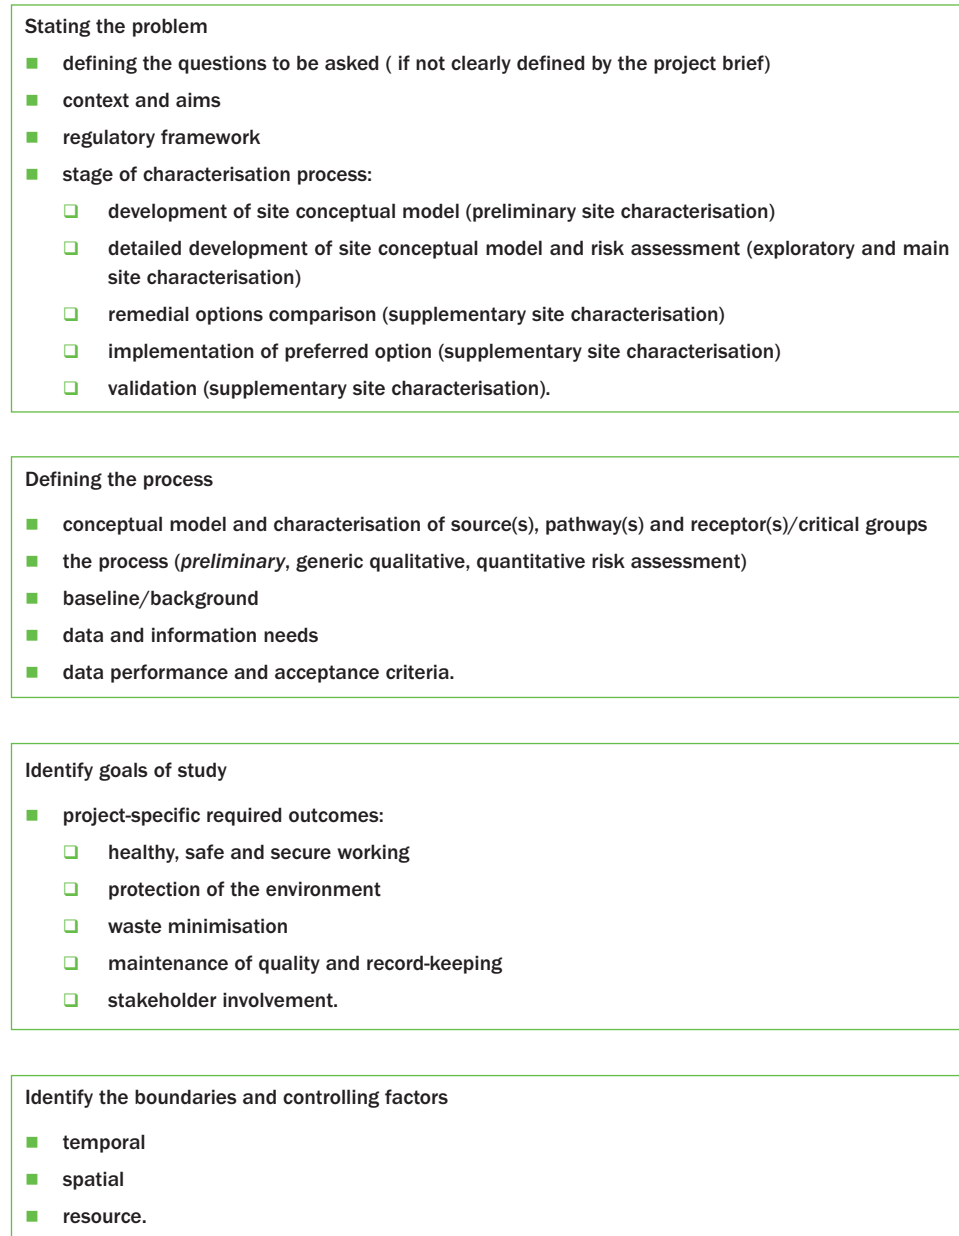 Stating the problem
defining the questions to be asked ( if not clearly defined by the project brief)
context and aims
regulatory framework
stage of characterisation process:
development of site conceptual model (preliminary site characterisation)
detailed development of site conceptual model and risk assessment (exploratory and main
site characterisation)
remedial options comparison (supplementary site characterisation)
implementation of preferred option (supplementary site characterisation)
validation (supplementary site characterisation).
Defining the process
conceptual model and characterisation of source(s), pathway(s) and receptor(s)/critical groups
the process (preliminary, generic qualitative, quantitative risk assessment)
baseline/background
data and information needs
data performance and acceptance criteria.
Identify goals of study
project-specific required outcomes:
healthy, safe and secure working
protection of the environment
waste minimisation
maintenance of quality and record-keeping
stakeholder involvement.
Identify the boundaries and controlling factors
temporal
spatial
resource.